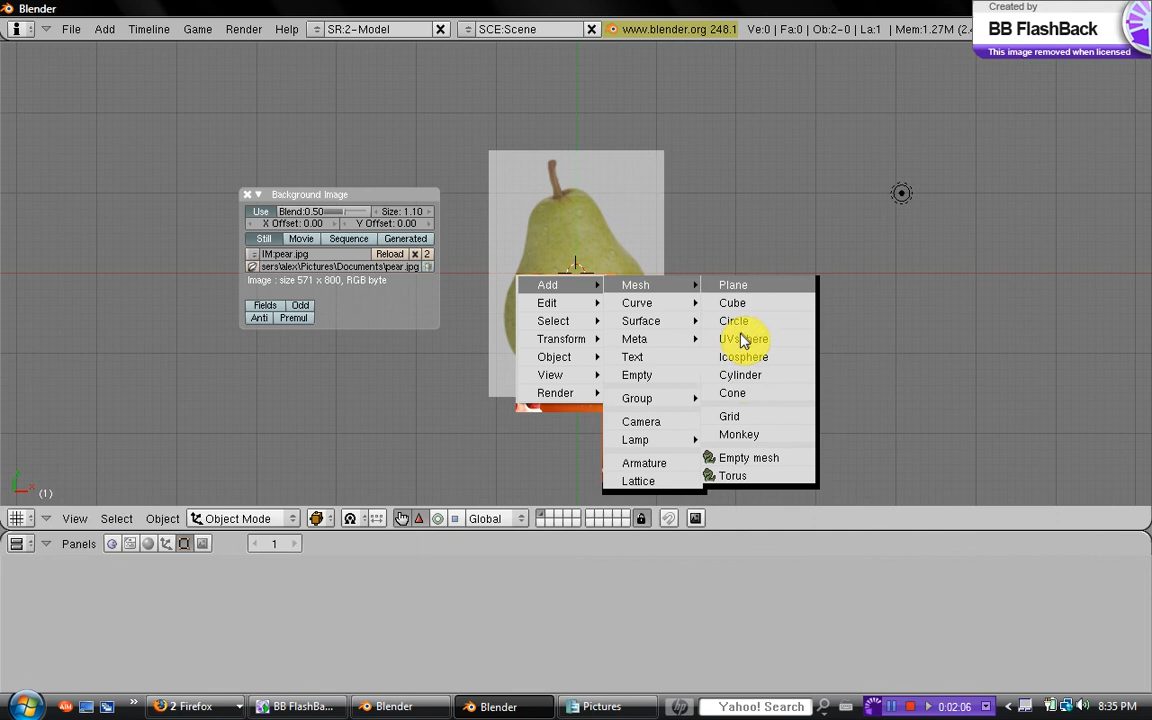 Blender
Created by
BB FlashBack
This image removed when licensed
File Add Timeline Game Render Help SR:2-Model SCE:Scene www.blender.org 248.1 Ve:0 | Fa:0 | Ob:2-0 | La:1 | Mem:1.27M (2.
Background Image
Use Blend:0.50 Size: 1.10
X Offset: 0.00 Y Offset: 0.00
Still Movie Sequence Generated
IM:pear.jpg Reload 2
sers\alex\Pictures\Documents\pear.jpg
Image : size 571 x 800, RGB byte
Fields Odd
Anti Premul
Add Mesh Plane
Edit Curve Cube
Select Surface Circle
Transform Meta UVsphere
Object Text Icosphere
View Empty Cylinder
Render Group Cone
Camera Grid
Lamp Monkey
Armature Empty mesh
Lattice Torus
(1)
View Select Object Object Mode Global
Panels 1
2 Firefox BB FlashBa... Blender Blender Pictures Yahoo! Search 0:02:06 8:35 PM